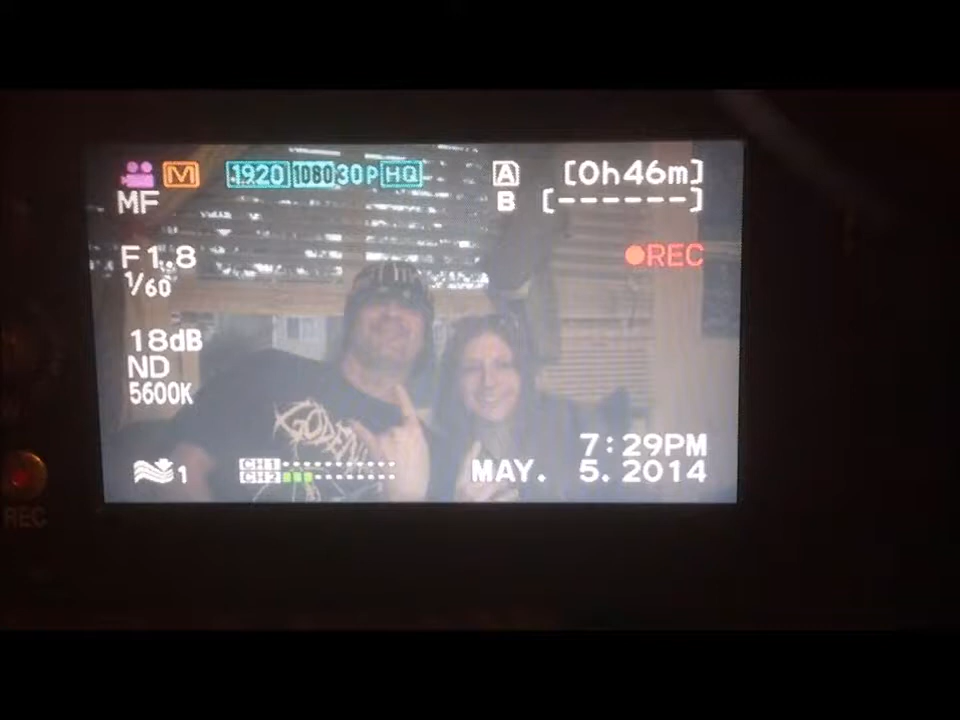 M 1920 1080 30P HQ A [0h46m]
MF B [------]
F1.8 ●REC
1/60
18dB
ND
5600K
GODEN
7:29PM
1 CH1
CH2 MAY. 5. 2014
REC